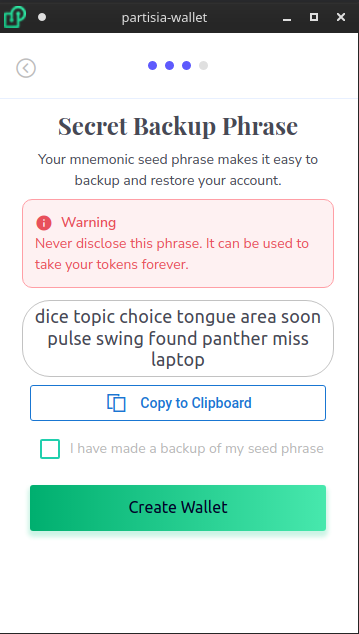 partisia-wallet
Secret Backup Phrase
Your mnemonic seed phrase makes it easy to
backup and restore your account.
Warning
Never disclose this phrase. It can be used to
take your tokens forever.
dice topic choice tongue area soon
pulse swing found panther miss
laptop
Copy to Clipboard
I have made a backup of my seed phrase
Create Wallet